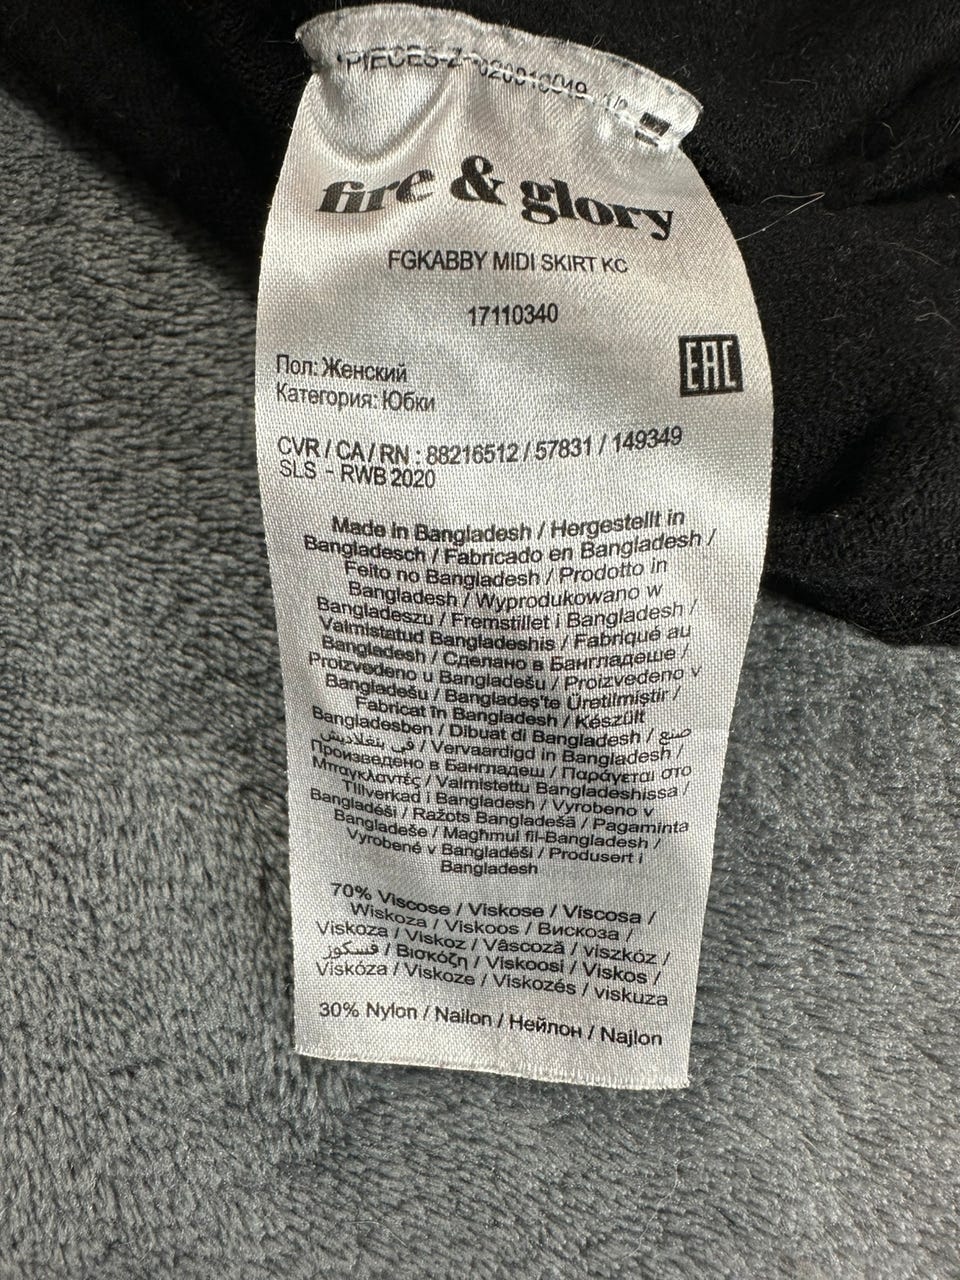 fire & glory
FGKABBY MIDI SKIRT KC
17110340
EAC
Пол: Женский
Категория: Юбки
CVR / CA / RN : 88216512 / 57831 / 149349
SLS - RWB 2020
Made in Bangladesh / Hergestellt in
Bangladesch / Fabricado en Bangladesh /
Feito no Bangladesh / Prodotto in
Bangladesh / Wyprodukowano w
Bangladeszu / Fremstillet i Bangladesh /
Valmistatud Bangladeshis / Fabriqué au
Bangladesh / Сделано в Бангладеше /
Proizvedeno u Bangladešu / Proizvedeno v
Bangladešu / Bangladeş'te Üretilmiştir /
Fabricat în Bangladesh / Készült
Bangladesben / Dibuat di Bangladesh / صنع
في بنغلاديش / Vervaardigd in Bangladesh /
Произведено в Бангладеш / Παράγεται στο
Μπαγκλαντές / Valmistettu Bangladeshissa /
Tillverkad i Bangladesh / Vyrobeno v
Bangladéši / Ražots Bangladešā / Pagaminta
Bangladeše / Magħmul fil-Bangladesh /
Vyrobené v Bangladéši / Produsert i
Bangladesh
70% Viscose / Viskose / Viscosa /
Wiskoza / Viskoos / Вискоза /
Viskoza / Viskoz / Vâscoză / viszkóz /
فسكوز / Βισκόζη / Viskoosi / Viskos /
Viskóza / Viskoze / Viskozės / viskuza
30% Nylon / Nailon / Нейлон / Najlon